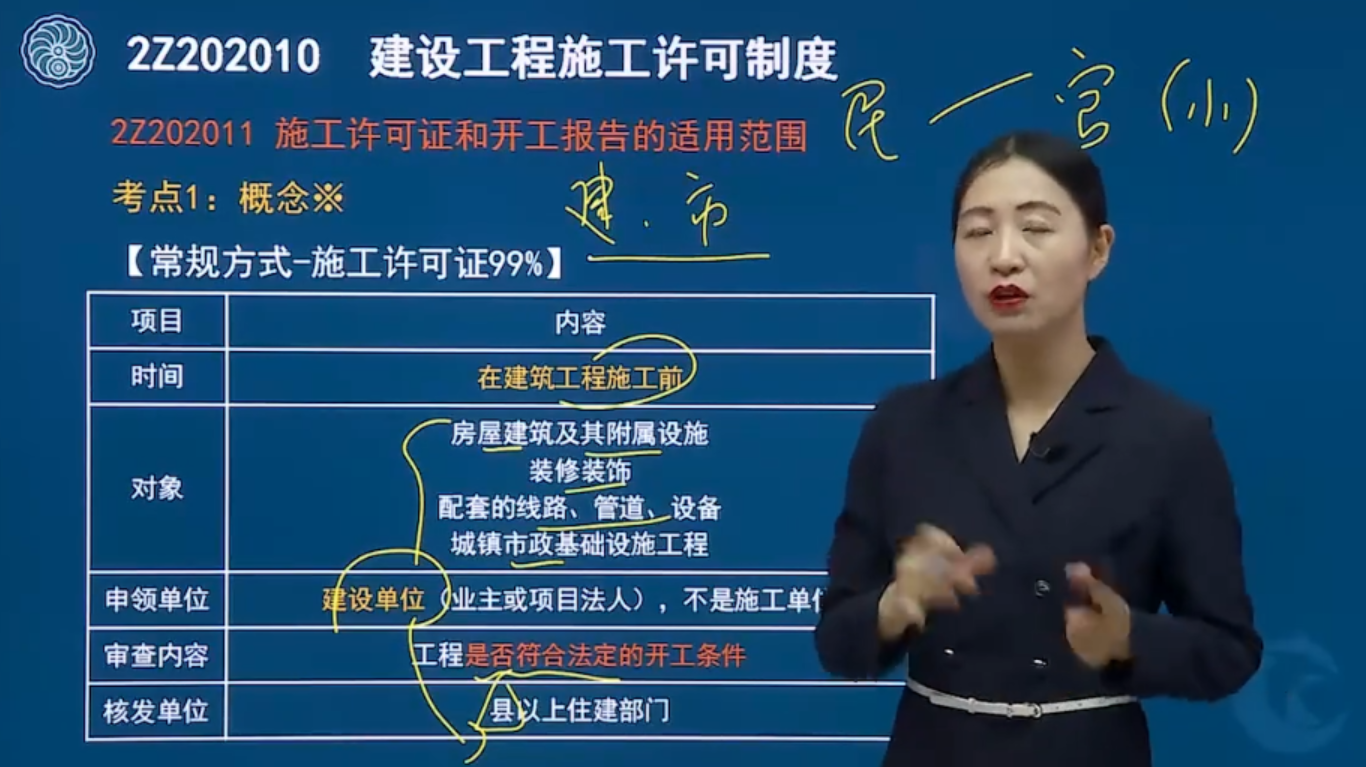 2Z202010 建设工程施工许可制度
民—官（小）
2Z202011 施工许可证和开工报告的适用范围
考点1：概念※
建、市
【常规方式-施工许可证99%】
项目 内容
时间 在建筑工程施工前
对象 房屋建筑及其附属设施
装修装饰
配套的线路、管道、设备
城镇市政基础设施工程
申领单位 建设单位（业主或项目法人），不是施工单位
审查内容 工程是否符合法定的开工条件
核发单位 县以上住建部门